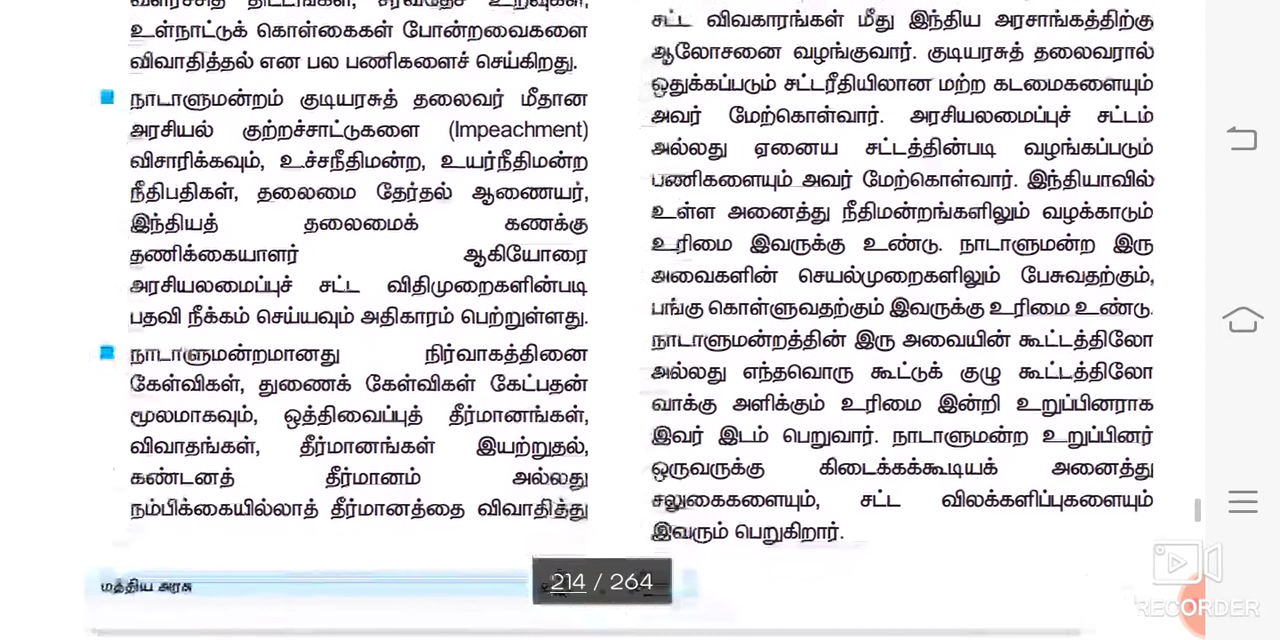 வளர்ச்சித் திட்டங்கள், சர்வதேச உறவுகள்,
உள்நாட்டுக் கொள்கைகள் போன்றவைகளை
விவாதித்தல் என பல பணிகளைச் செய்கிறது.
நாடாளுமன்றம் குடியரசுத் தலைவர் மீதான
அரசியல் குற்றச்சாட்டுகளை (Impeachment)
விசாரிக்கவும், உச்சநீதிமன்ற, உயர்நீதிமன்ற
நீதிபதிகள், தலைமை தேர்தல் ஆணையர்,
இந்தியத் தலைமைக் கணக்கு
தணிக்கையாளர் ஆகியோரை
அரசியலமைப்புச் சட்ட விதிமுறைகளின்படி
பதவி நீக்கம் செய்யவும் அதிகாரம் பெற்றுள்ளது.
நாடாளுமன்றமானது நிர்வாகத்தினை
கேள்விகள், துணைக் கேள்விகள் கேட்பதன்
மூலமாகவும், ஒத்திவைப்புத் தீர்மானங்கள்,
விவாதங்கள், தீர்மானங்கள் இயற்றுதல்,
கண்டனத் தீர்மானம் அல்லது
நம்பிக்கையில்லாத் தீர்மானத்தை விவாதித்து
சட்ட விவகாரங்கள் மீது இந்திய அரசாங்கத்திற்கு
ஆலோசனை வழங்குவார். குடியரசுத் தலைவரால்
ஒதுக்கப்படும் சட்டரீதியிலான மற்ற கடமைகளையும்
அவர் மேற்கொள்வார். அரசியலமைப்புச் சட்டம்
அல்லது ஏனைய சட்டத்தின்படி வழங்கப்படும்
பணிகளையும் அவர் மேற்கொள்வார். இந்தியாவில்
உள்ள அனைத்து நீதிமன்றங்களிலும் வழக்காடும்
உரிமை இவருக்கு உண்டு. நாடாளுமன்ற இரு
அவைகளின் செயல்முறைகளிலும் பேசுவதற்கும்,
பங்கு கொள்ளுவதற்கும் இவருக்கு உரிமை உண்டு.
நாடாளுமன்றத்தின் இரு அவையின் கூட்டத்திலோ
அல்லது எந்தவொரு கூட்டுக் குழு கூட்டத்திலோ
வாக்கு அளிக்கும் உரிமை இன்றி உறுப்பினராக
இவர் இடம் பெறுவார். நாடாளுமன்ற உறுப்பினர்
ஒருவருக்கு கிடைக்கக்கூடியக் அனைத்து
சலுகைகளையும், சட்ட விலக்களிப்புகளையும்
இவரும் பெறுகிறார்.
மத்திய அரசு
214 / 264
RECORDER